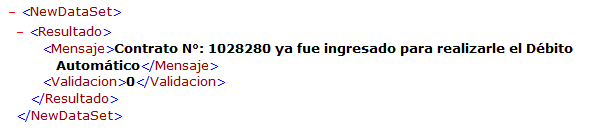 − <NewDataSet>
− <Resultado>
<Mensaje>Contrato N°: 1028280 ya fue ingresado para realizarle el Débito
Automático</Mensaje>
<Validacion>0</Validacion>
</Resultado>
</NewDataSet>